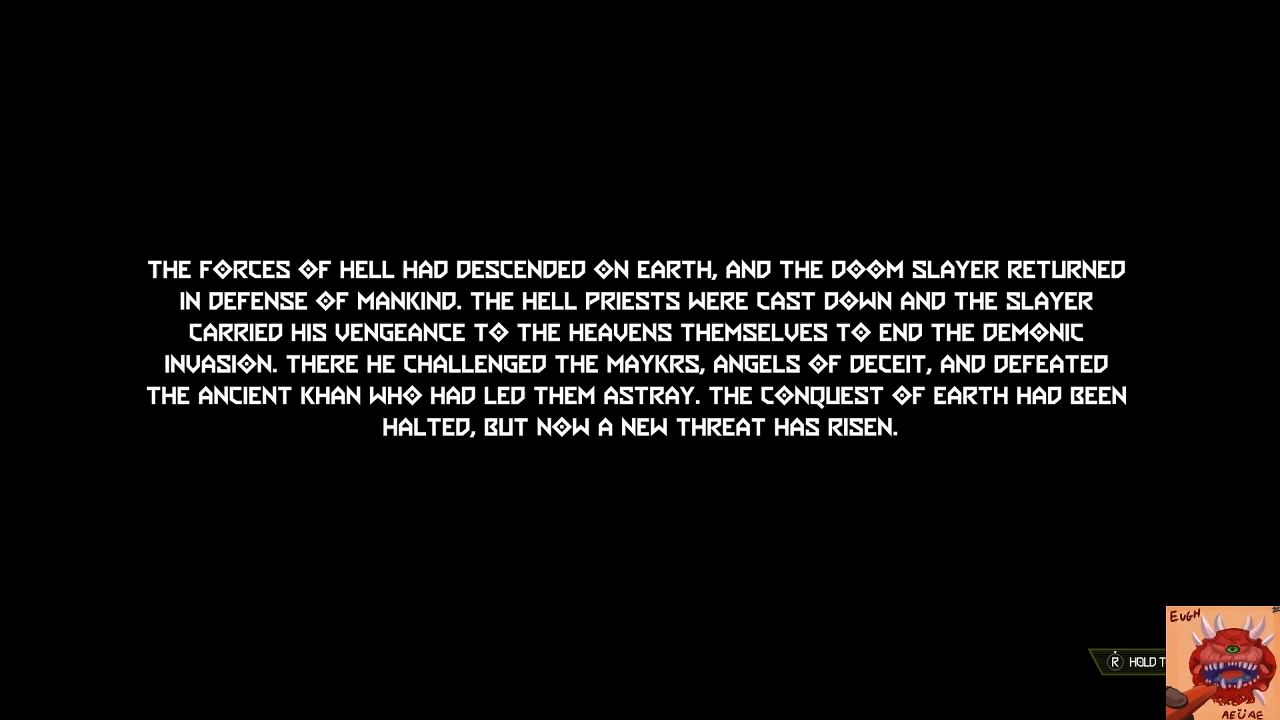 THE FORCES OF HELL HAD DESCENDED ON EARTH, AND THE DOOM SLAYER RETURNED
IN DEFENSE OF MANKIND. THE HELL PRIESTS WERE CAST DOWN AND THE SLAYER
CARRIED HIS VENGEANCE TO THE HEAVENS THEMSELVES TO END THE DEMONIC
INVASION. THERE HE CHALLENGED THE MAYKRS, ANGELS OF DECEIT, AND DEFEATED
THE ANCIENT KHAN WHO HAD LED THEM ASTRAY. THE CONQUEST OF EARTH HAD BEEN
HALTED, BUT NOW A NEW THREAT HAS RISEN.
EUGH
R HOLD T
AEÜAE